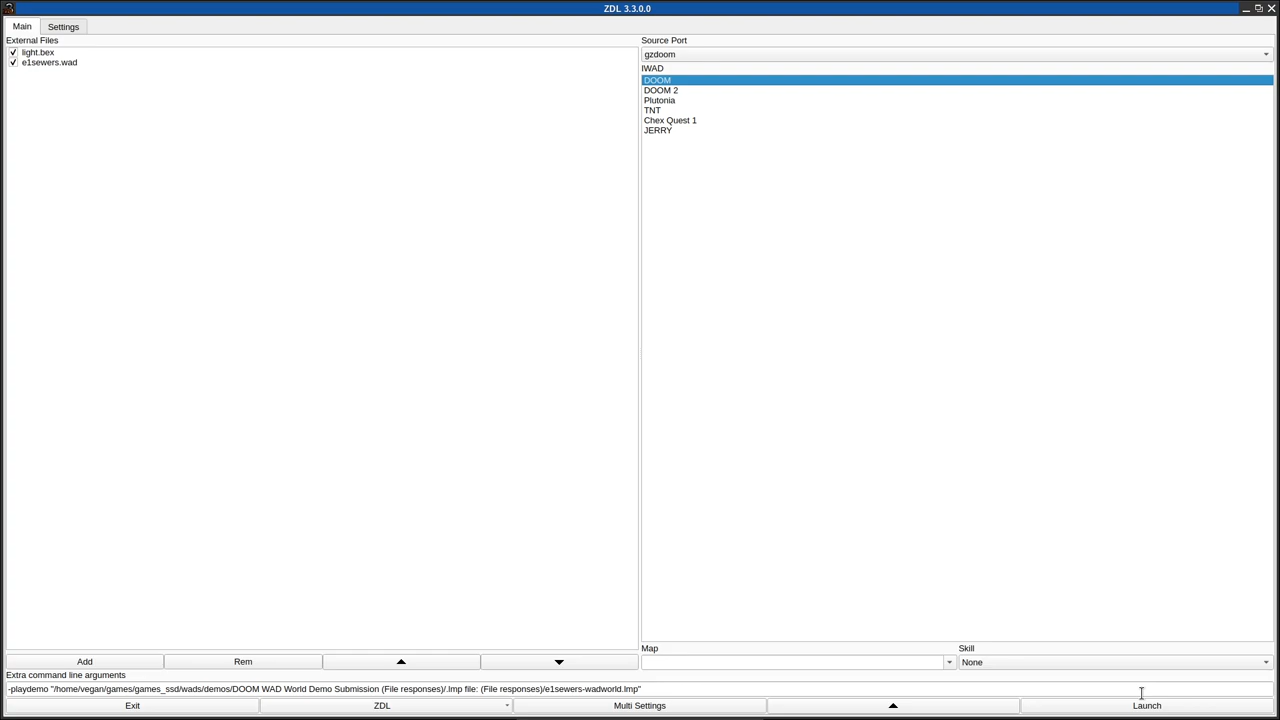 ZDL 3.3.0.0
Main
Settings
External Files
light.bex
e1sewers.wad
Source Port
gzdoom
IWAD
DOOM
DOOM 2
Plutonia
TNT
Chex Quest 1
JERRY
Map
Skill
None
Add
Rem
Extra command line arguments
-playdemo "/home/vegan/games/games_ssd/wads/demos/DOOM WAD World Demo Submission (File responses)/.lmp file: (File responses)/e1sewers-wadworld.lmp"
Exit
ZDL
Multi Settings
Launch